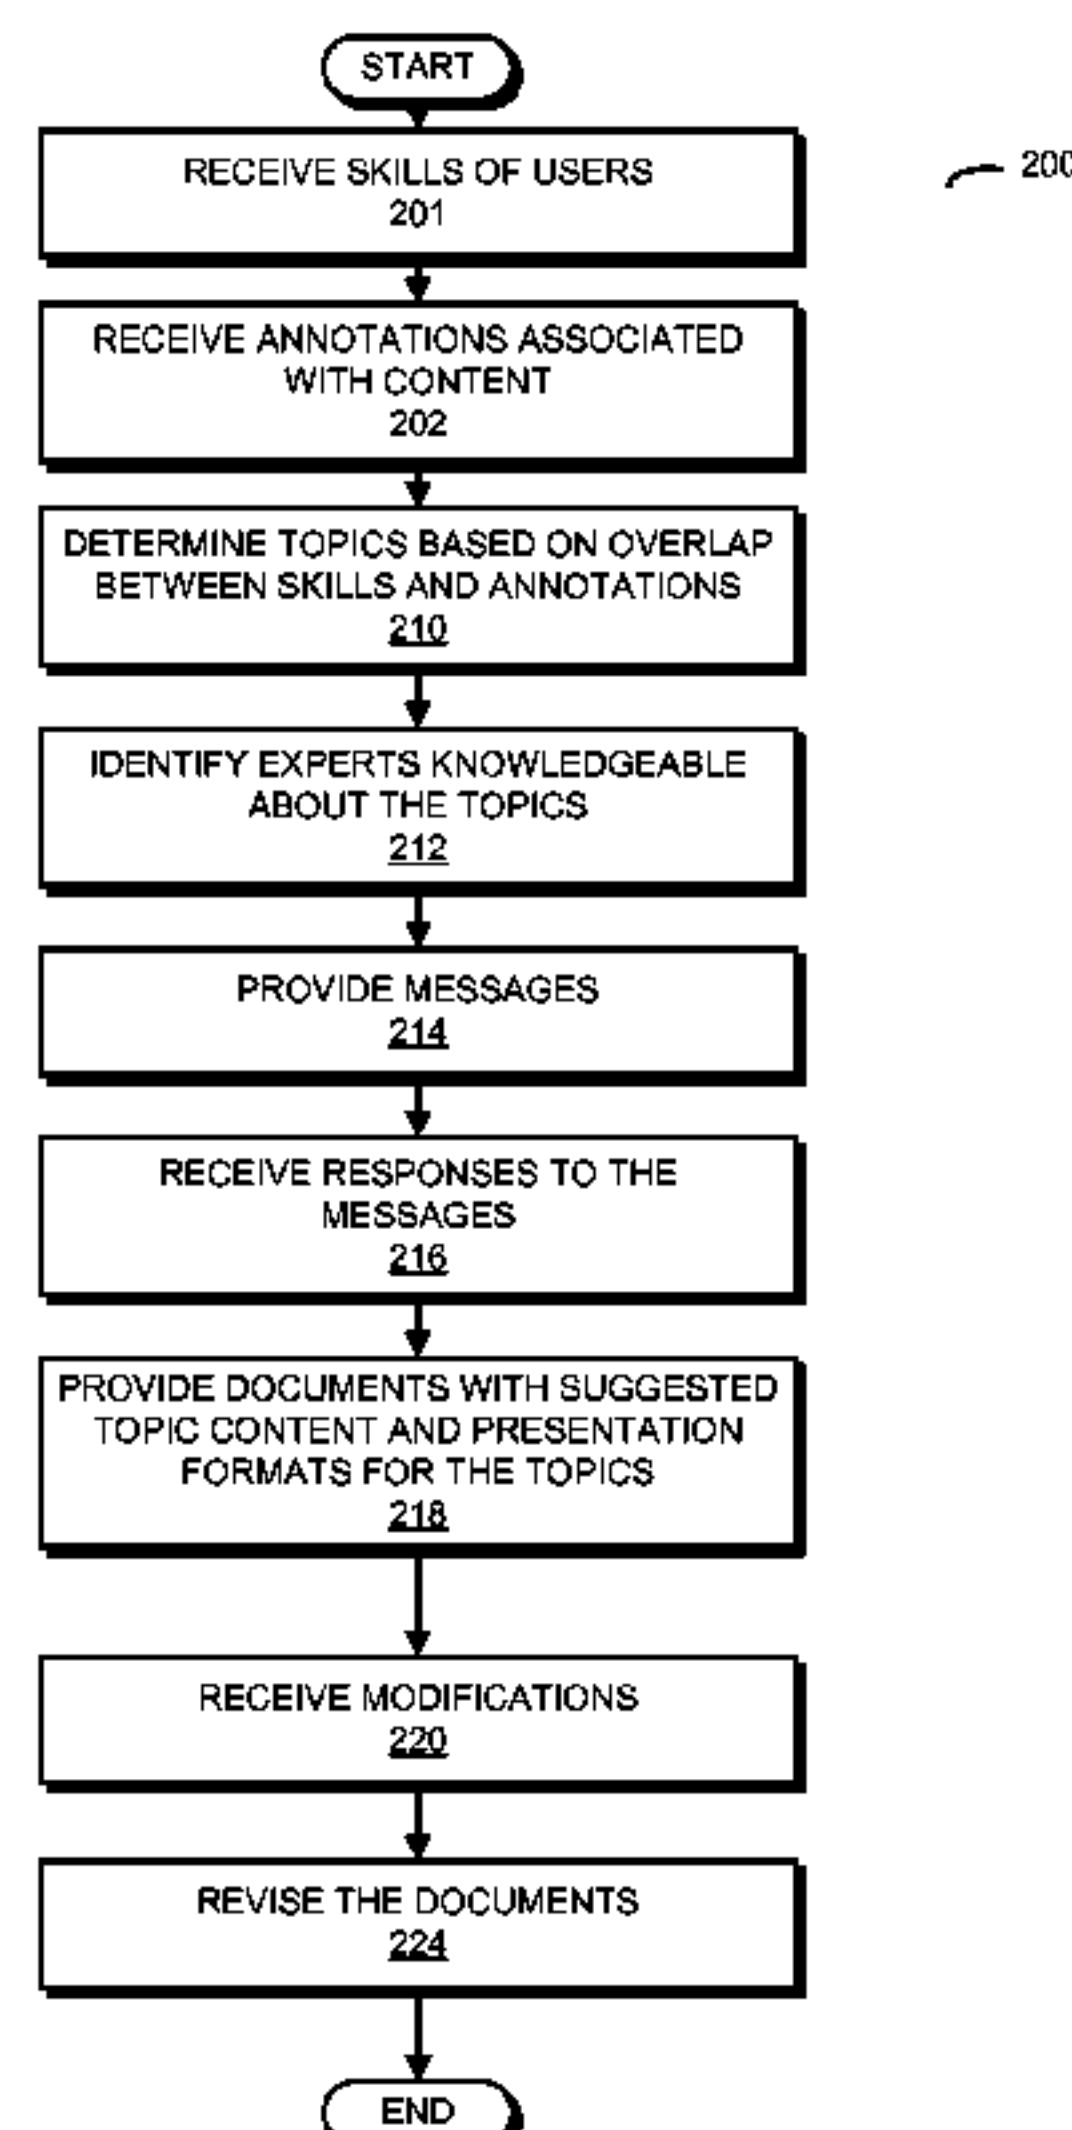 START
200
RECEIVE SKILLS OF USERS
201
RECEIVE ANNOTATIONS ASSOCIATED
WITH CONTENT
202
DETERMINE TOPICS BASED ON OVERLAP
BETWEEN SKILLS AND ANNOTATIONS
210
IDENTIFY EXPERTS KNOWLEDGEABLE
ABOUT THE TOPICS
212
PROVIDE MESSAGES
214
RECEIVE RESPONSES TO THE
MESSAGES
216
PROVIDE DOCUMENTS WITH SUGGESTED
TOPIC CONTENT AND PRESENTATION
FORMATS FOR THE TOPICS
218
RECEIVE MODIFICATIONS
220
REVISE THE DOCUMENTS
224
END